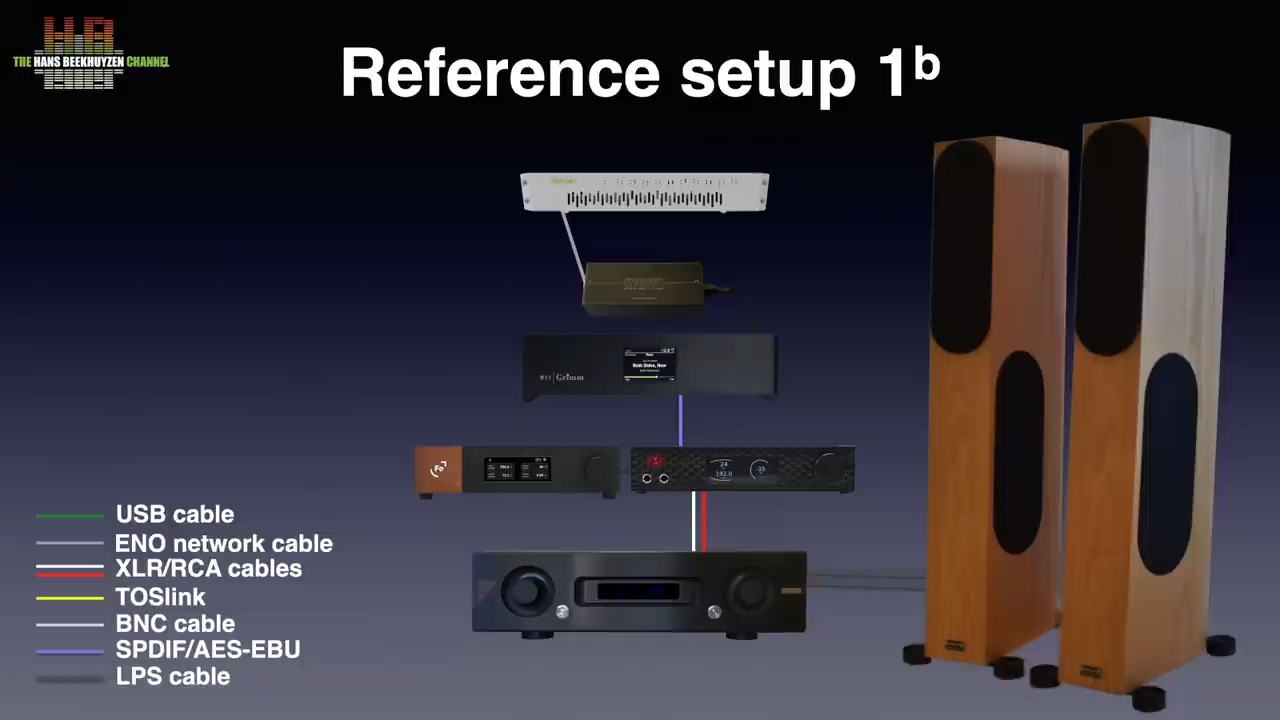 THE HANS BEEKHUYZEN CHANNEL
Reference setup 1b
Both Sides, Now
Grimm
Fe
24
192.0
-35
USB cable
ENO network cable
XLR/RCA cables
TOSlink
BNC cable
SPDIF/AES-EBU
LPS cable